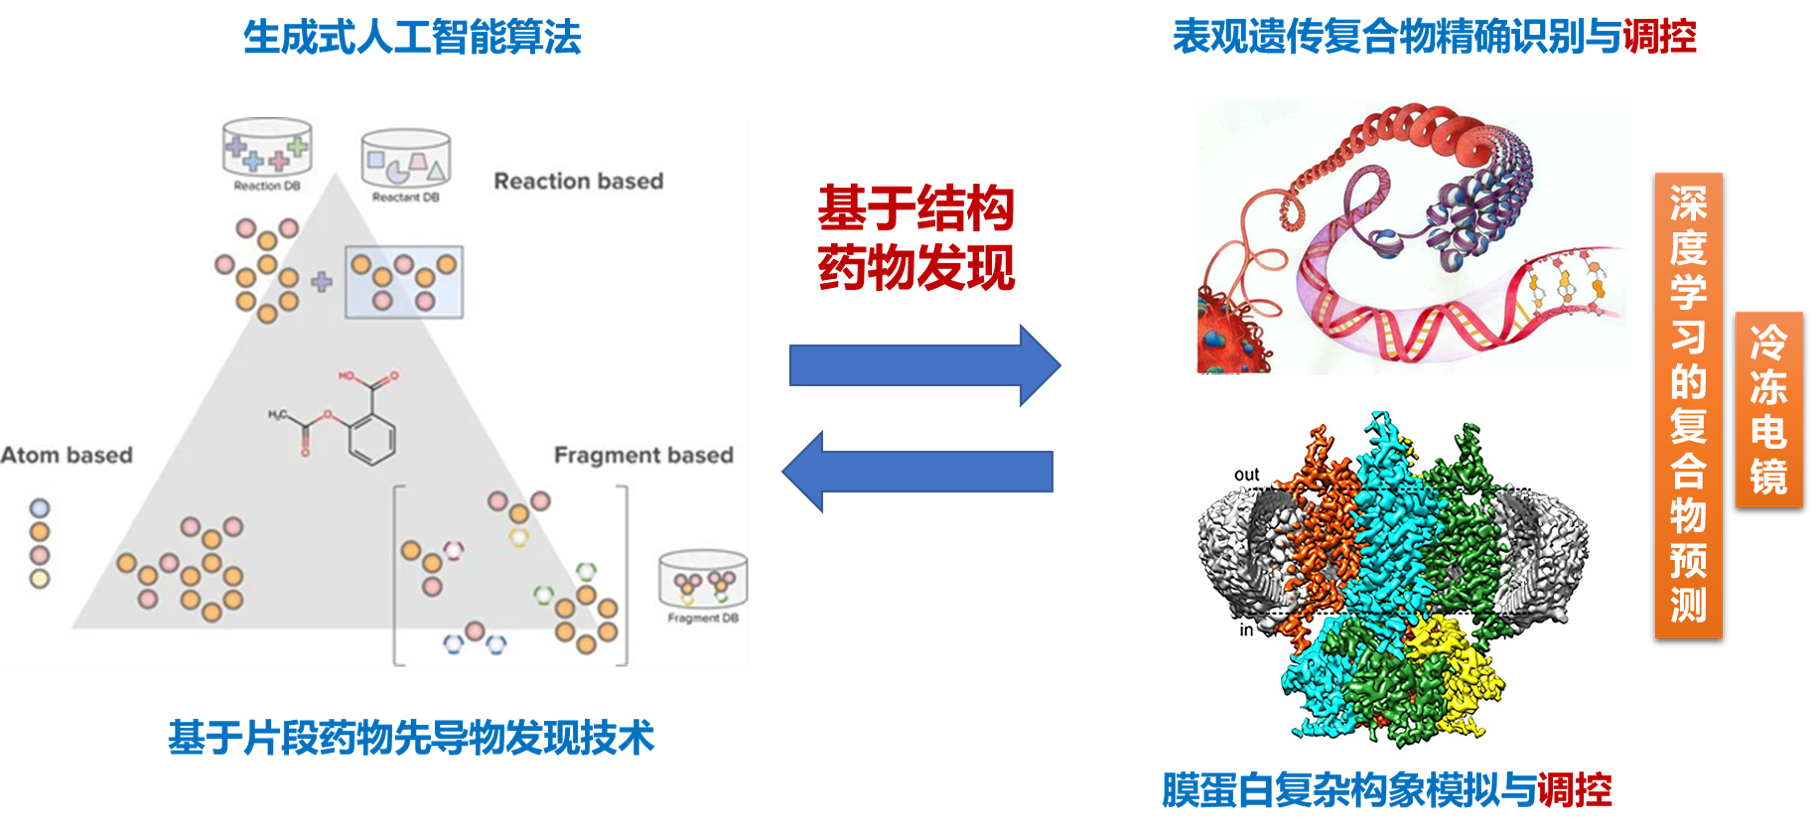 生成式人工智能算法
Reaction DB
Reactant DB
Reaction based
HO
O
H₃C
O
O
Atom based
Fragment based
Fragment DB
基于片段药物先导物发现技术
基于结构
药物发现
表观遗传复合物精确识别与调控
out
in
膜蛋白复杂构象模拟与调控
深度学习的复合物预测
冷冻电镜